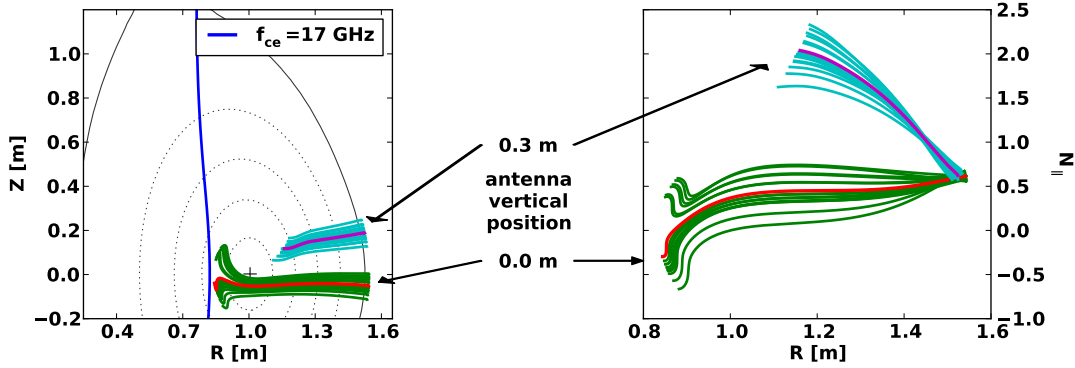 f_ce = 17 GHz
1.0
0.8
0.6
0.4
0.2
0.0
−0.2
Z [m]
0.4 0.7 1.0 1.3 1.6
R [m]
0.3 m
antenna
vertical
position
0.0 m
2.5
2.0
1.5
1.0
0.5
0.0
−0.5
−1.0
N_∥
0.8 1.0 1.2 1.4 1.6
R [m]